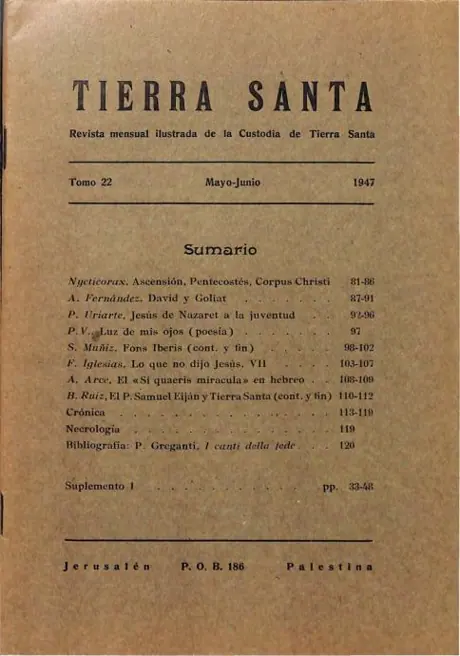 TIERRA SANTA
Revista mensual ilustrada de la Custodia de Tierra Santa
Tomo 22 Mayo-Junio 1947
Sumario
Nycticorax. Ascensión, Pentecostés, Corpus Christi 81-86
A. Fernández. David y Goliat . . . . . . . 87-91
P. Uriarte. Jesús de Nazaret a la juventud . . 92-96
P. V. Luz de mis ojos (poesía) . . . . . . . 97
S. Muñiz. Fons Iberis (cont. y fin) . . . . . 98-102
F. Iglesias. Lo que no dijo Jesús. VII . . . . 103-107
A. Arce. El «Si quaeris miracula» en hebreo . . 108-109
B. Ruiz, El P. Samuel Eiján y Tierra Santa (cont. y fin) 110-112
Crónica . . . . . . . . . . . . 113-119
Necrología . . . . . . . . . . . 119
Bibliografía: P. Greganti, I canti della fede . . . 120
Suplemento I . . . . . . . . . . pp. 33-48
Jerusalén P. O. B. 186 Palestina